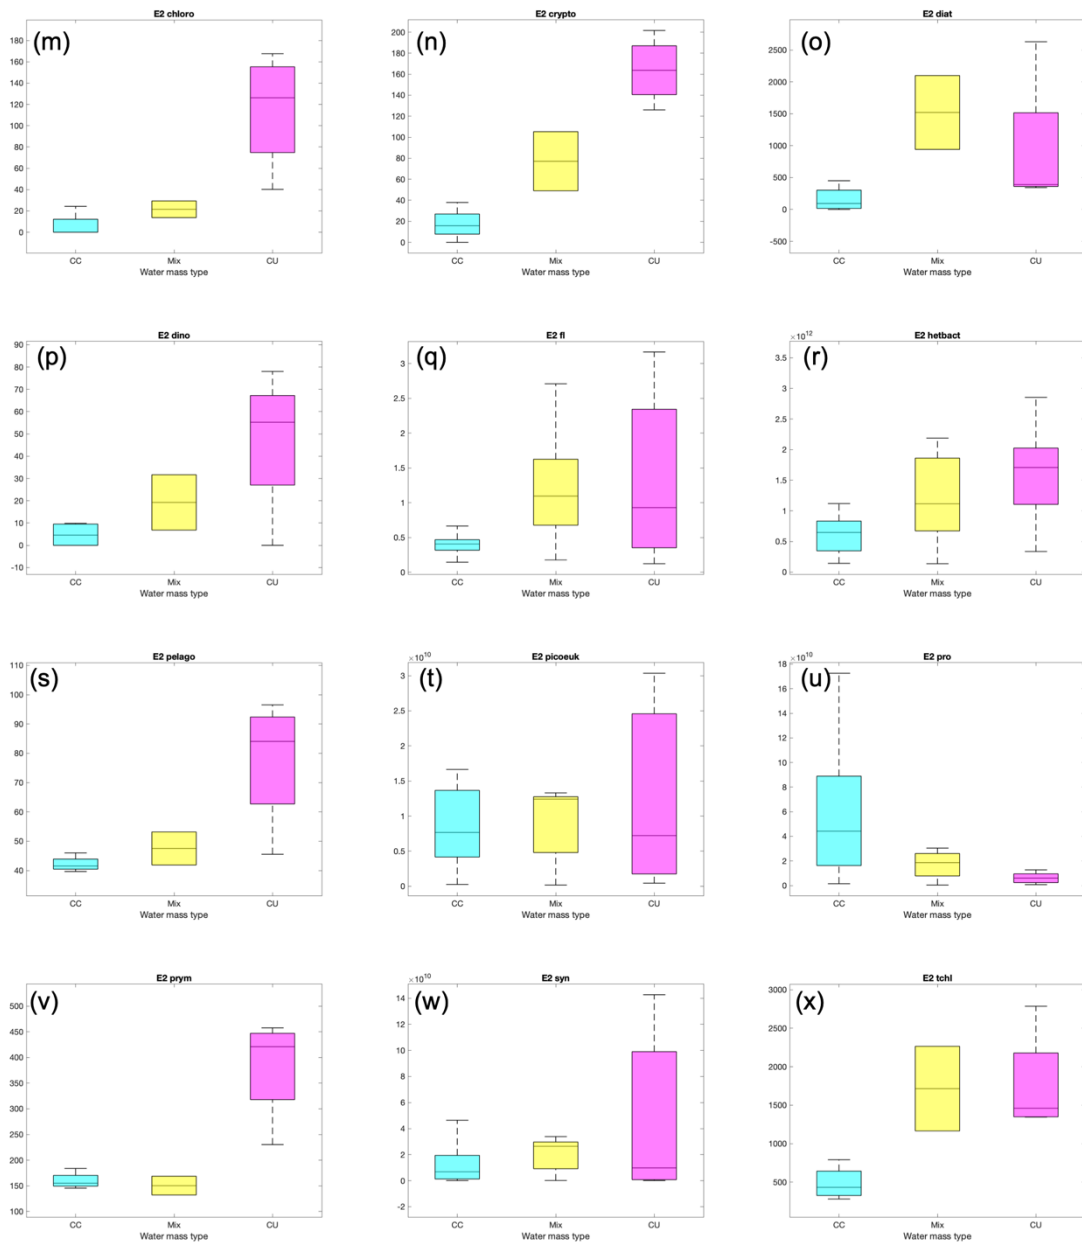 E2 chloro
(m)
180
160
140
120
100
80
60
40
20
0
CC
Mix
CU
Water mass type
E2 crypto
(n)
200
180
160
140
120
100
80
60
40
20
0
CC
Mix
CU
Water mass type
E2 diat
(o)
2500
2000
1500
1000
500
0
-500
CC
Mix
CU
Water mass type
E2 dino
(p)
90
80
70
60
50
40
30
20
10
0
-10
CC
Mix
CU
Water mass type
E2 fl
(q)
3
2.5
2
1.5
1
0.5
0
CC
Mix
CU
Water mass type
E2 hetbact
×10^12
(r)
3.5
3
2.5
2
1.5
1
0.5
0
CC
Mix
CU
Water mass type
E2 pelago
(s)
110
100
90
80
70
60
50
40
CC
Mix
CU
Water mass type
E2 picoeuk
×10^10
(t)
3
2.5
2
1.5
1
0.5
0
CC
Mix
CU
Water mass type
E2 pro
×10^10
(u)
18
16
14
12
10
8
6
4
2
0
CC
Mix
CU
Water mass type
E2 prym
(v)
500
450
400
350
300
250
200
150
100
CC
Mix
CU
Water mass type
E2 syn
×10^10
(w)
14
12
10
8
6
4
2
0
-2
CC
Mix
CU
Water mass type
E2 tchl
(x)
3000
2500
2000
1500
1000
500
CC
Mix
CU
Water mass type